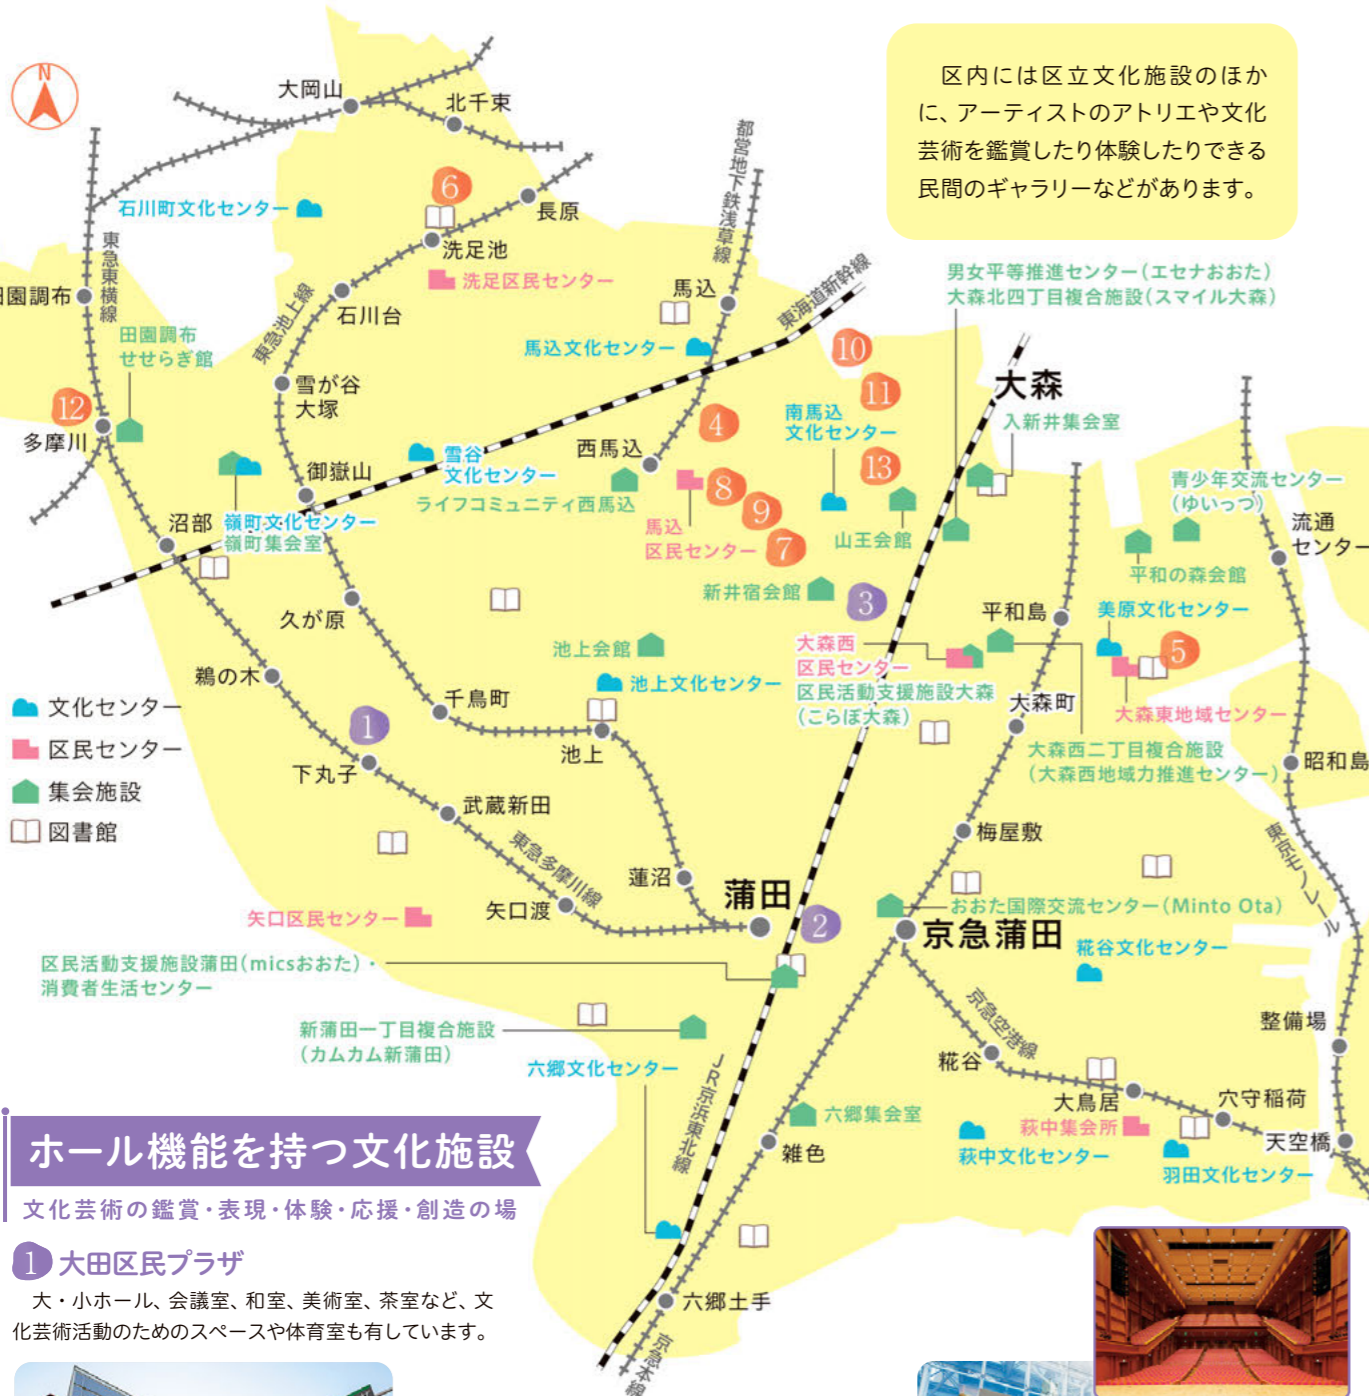 N
区内には区立文化施設のほか
に、アーティストのアトリエや文化
芸術を鑑賞したり体験したりできる
民間のギャラリーなどがあります。
大岡山
北千束
6
長原
石川町文化センター
洗足池
洗足区民センター
東急東横線
田園調布
石川台
東急池上線
都営地下鉄浅草線
馬込
東海道新幹線
馬込文化センター
男女平等推進センター(エセナおおた)
大森北四丁目複合施設(スマイル大森)
田園調布
せせらぎ館
12
多摩川
雪が谷
大塚
10
11
大森
入新井集会室
4
南馬込
文化センター
西馬込
雪谷
文化センター
御嶽山
ライフコミュニティ西馬込
8
9
7
13
馬込
区民センター
山王会館
青少年交流センター
(ゆいっつ)
流通
センター
沼部
嶺町文化センター
嶺町集会室
新井宿会館
3
平和の森会館
久が原
平和島
美原文化センター
5
池上会館
大森西
区民センター
区民活動支援施設大森
(こらぼ大森)
鵜の木
池上文化センター
千鳥町
大森町
大森東地域センター
文化センター
区民センター
集会施設
図書館
1
下丸子
池上
大森西二丁目複合施設
(大森西地域力推進センター)
昭和島
武蔵新田
東急多摩川線
梅屋敷
東京モノレール
蓮沼
蒲田
2
矢口区民センター
矢口渡
おおた国際交流センター(Minto Ota)
京急蒲田
糀谷文化センター
区民活動支援施設蒲田(micsおおた)・
消費者生活センター
新蒲田一丁目複合施設
(カムカム新蒲田)
六郷文化センター
JR京浜東北線
京急空港線
整備場
糀谷
大鳥居
穴守稲荷
萩中集会所
天空橋
六郷集会室
雑色
萩中文化センター
羽田文化センター
六郷土手
京急本線
ホール機能を持つ文化施設
文化芸術の鑑賞・表現・体験・応援・創造の場
1 大田区民プラザ
大・小ホール、会議室、和室、美術室、茶室など、文
化芸術活動のためのスペースや体育室も有しています。